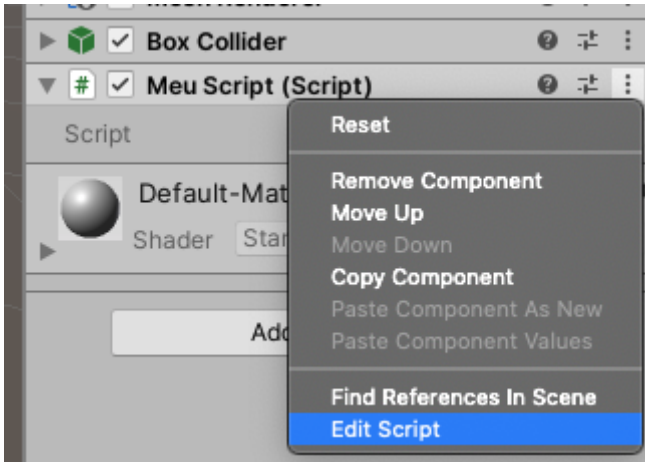 Box Collider
# Meu Script (Script)
Script
Default-Mat
Shader Star
Add
Reset
Remove Component
Move Up
Move Down
Copy Component
Paste Component As New
Paste Component Values
Find References In Scene
Edit Script